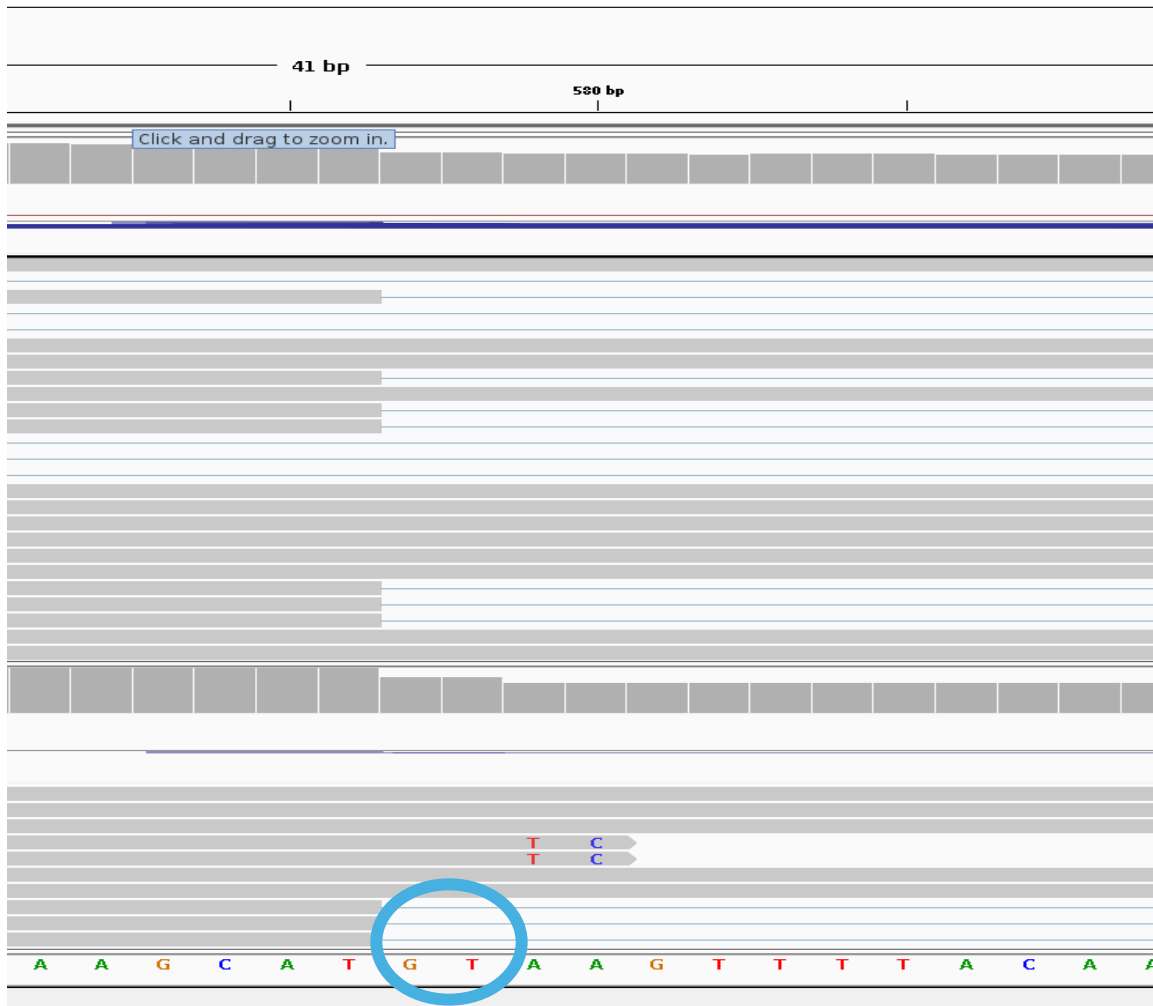 41 bp
580 bp
Click and drag to zoom in.
T C
T C
A A G C A T G T A A G T T T T A C A A